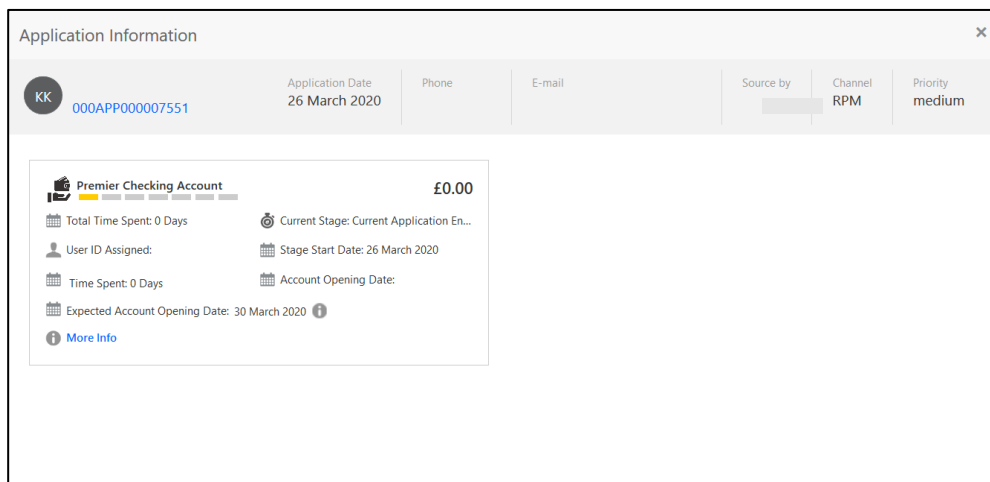 Application Information
×
KK
000APP000007551
Application Date
26 March 2020
Phone
E-mail
Source by
Channel
RPM
Priority
medium
Premier Checking Account
£0.00
Total Time Spent: 0 Days
Current Stage: Current Application En...
User ID Assigned:
Stage Start Date: 26 March 2020
Time Spent: 0 Days
Account Opening Date:
Expected Account Opening Date: 30 March 2020
More Info